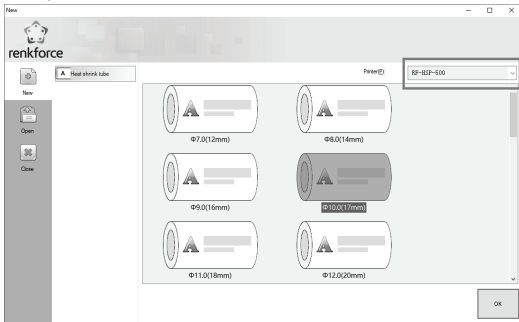 New
renkforce
New
Open
Close
A Heat shrink tube
Printer(P):
RF-HSP-500
A
Φ7.0(12mm)
A
Φ8.0(14mm)
A
Φ9.0(16mm)
A
Φ10.0(17mm)
A
Φ11.0(18mm)
A
Φ12.0(20mm)
OK